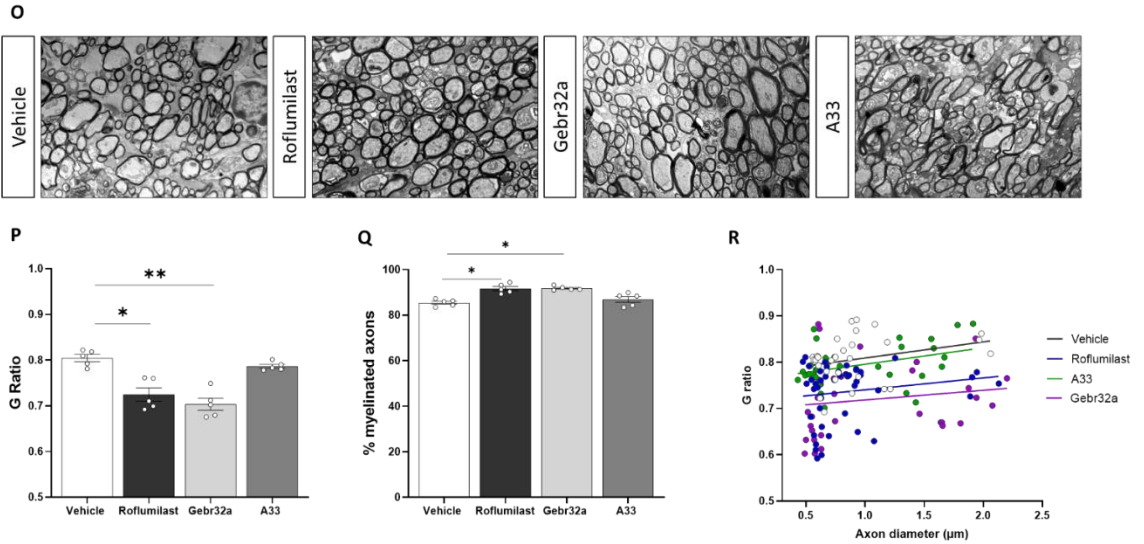 O
Vehicle
Roflumilast
Gebr32a
A33
P
G Ratio
1.0
0.9
0.8
0.7
0.6
0.5
**
*
Vehicle Roflumilast Gebr32a A33
Q
% myelinated axons
100
80
60
40
20
0
*
*
Vehicle Roflumilast Gebr32a A33
R
G ratio
1.0
0.9
0.8
0.7
0.6
0.5
0.5 1.0 1.5 2.0 2.5
Axon diameter (µm)
Vehicle
Roflumilast
A33
Gebr32a